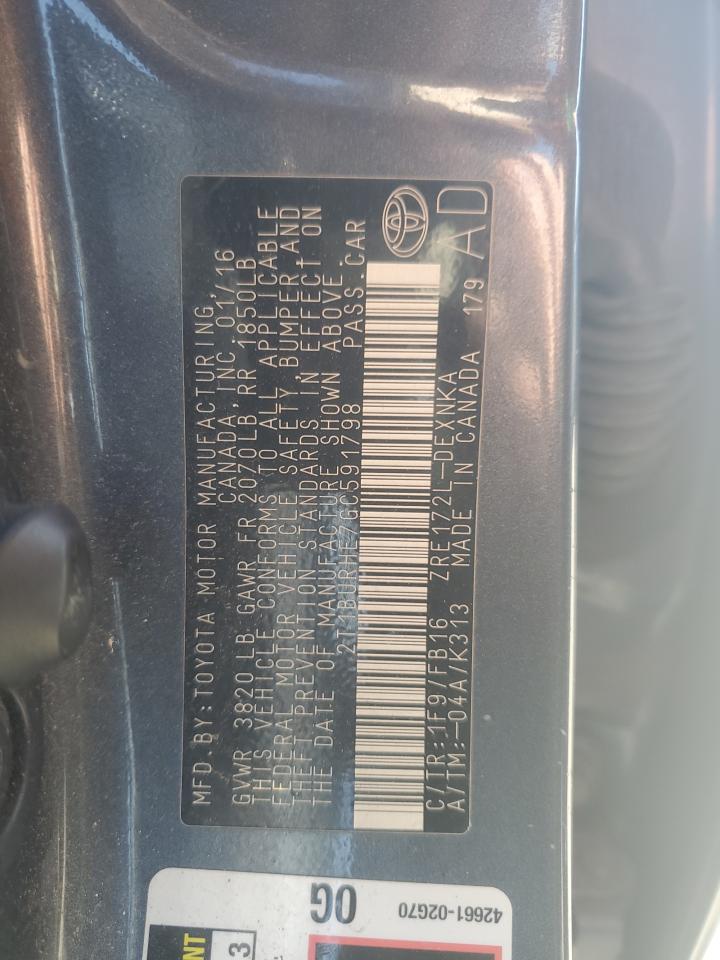 MFD.BY:TOYOTA MOTOR MANUFACTURING,
CANADA, INC. 01/16
GVWR 3820 LB GAWR FR 2070LB RR 1850LB
THIS VEHICLE CONFORMS TO ALL APPLICABLE
FEDERAL MOTOR VEHICLE SAFETY, BUMPER AND
THEFT PREVENTION STANDARDS IN EFFECT ON
THE DATE OF MANUFACTURE SHOWN ABOVE
2T1BURHE7GC591798 PASS.CAR
C/TR:1F9/FB16 ZRE172L-DEXNKA
A/TM:-04A/K313 MADE IN CANADA 179
AD
0G
42661-02G70
3